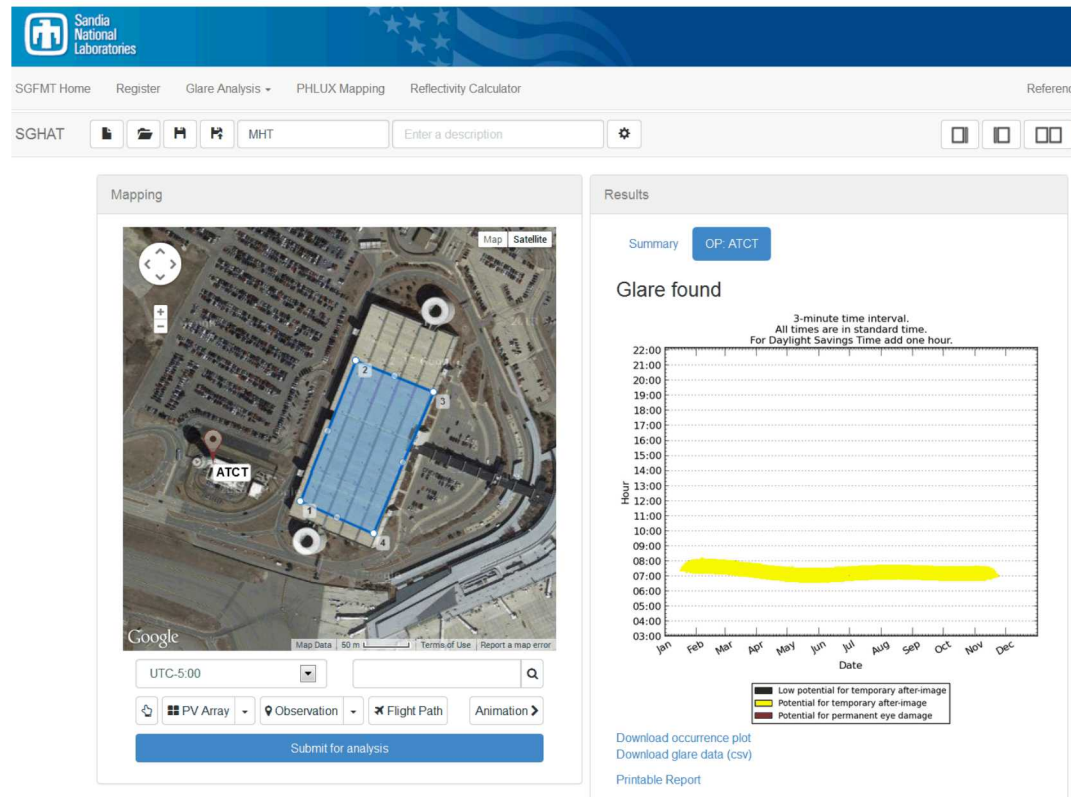 Sandia
National
Laboratories
SGFMT Home Register Glare Analysis PHLUX Mapping Reflectivity Calculator Referenc
SGHAT MHT Enter a description
Mapping
Map Satellite
2
3
ATCT
1
4
Google
Map Data 50 m Terms of Use Report a map error
UTC-5:00
PV Array Observation Flight Path Animation
Submit for analysis
Results
Summary OP: ATCT
Glare found
3-minute time interval.
All times are in standard time.
For Daylight Savings Time add one hour.
22:00
21:00
20:00
19:00
18:00
17:00
16:00
15:00
14:00
13:00
12:00
11:00
10:00
09:00
08:00
07:00
06:00
05:00
04:00
03:00
Hour
Jan Feb Mar Apr May Jun Jul Aug Sep Oct Nov Dec
Date
Low potential for temporary after-image
Potential for temporary after-image
Potential for permanent eye damage
Download occurrence plot
Download glare data (csv)
Printable Report